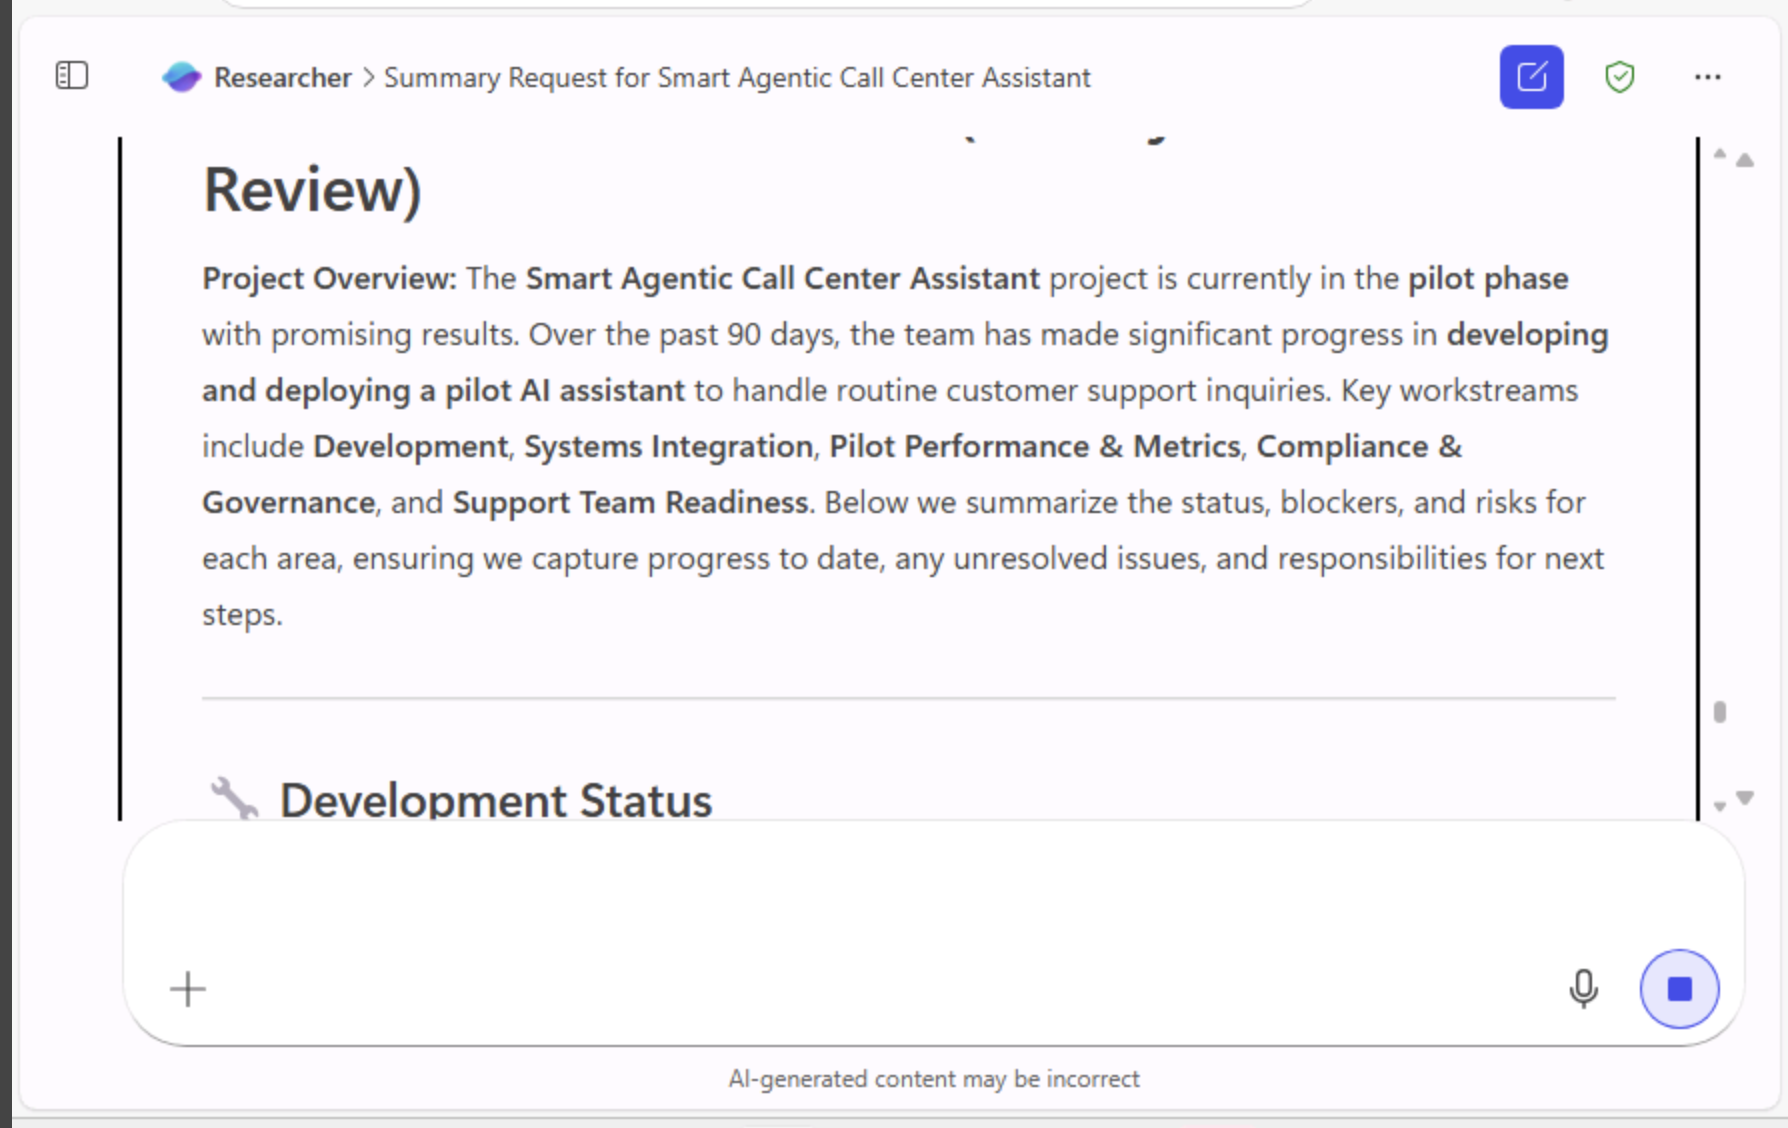 Researcher > Summary Request for Smart Agentic Call Center Assistant
Review)
Project Overview: The Smart Agentic Call Center Assistant project is currently in the pilot phase
with promising results. Over the past 90 days, the team has made significant progress in developing
and deploying a pilot AI assistant to handle routine customer support inquiries. Key workstreams
include Development, Systems Integration, Pilot Performance & Metrics, Compliance &
Governance, and Support Team Readiness. Below we summarize the status, blockers, and risks for
each area, ensuring we capture progress to date, any unresolved issues, and responsibilities for next
steps.
Development Status
AI-generated content may be incorrect